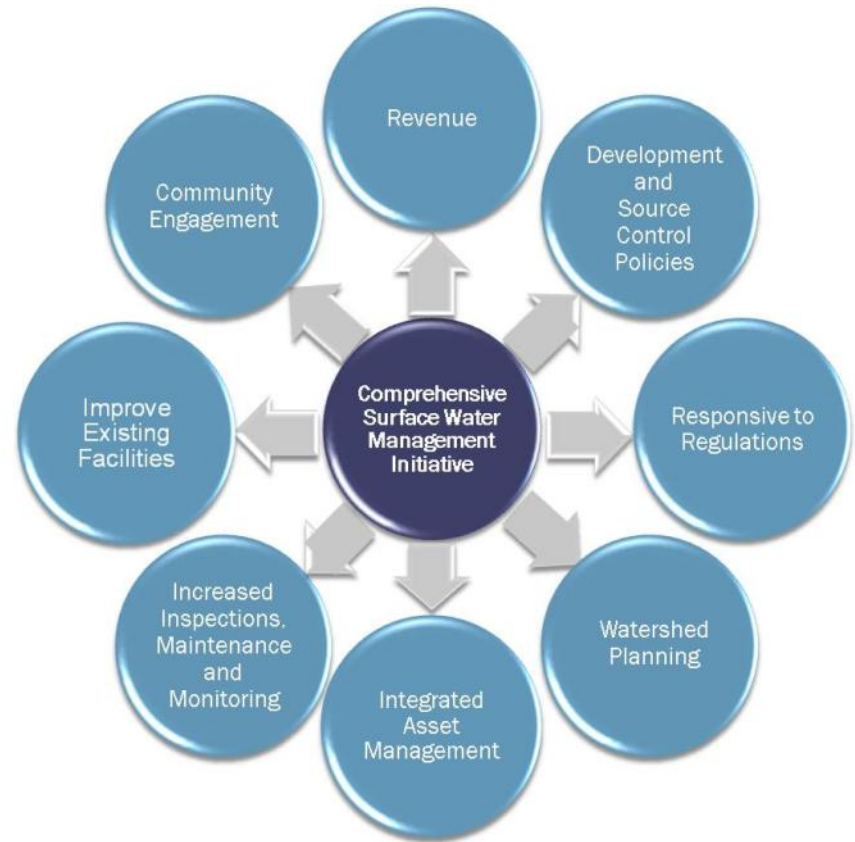 Revenue
Development
and
Source
Control
Policies
Responsive to
Regulations
Watershed
Planning
Integrated
Asset
Management
Increased
Inspections,
Maintenance
and
Monitoring
Improve
Existing
Facilities
Community
Engagement
Comprehensive
Surface Water
Management
Initiative